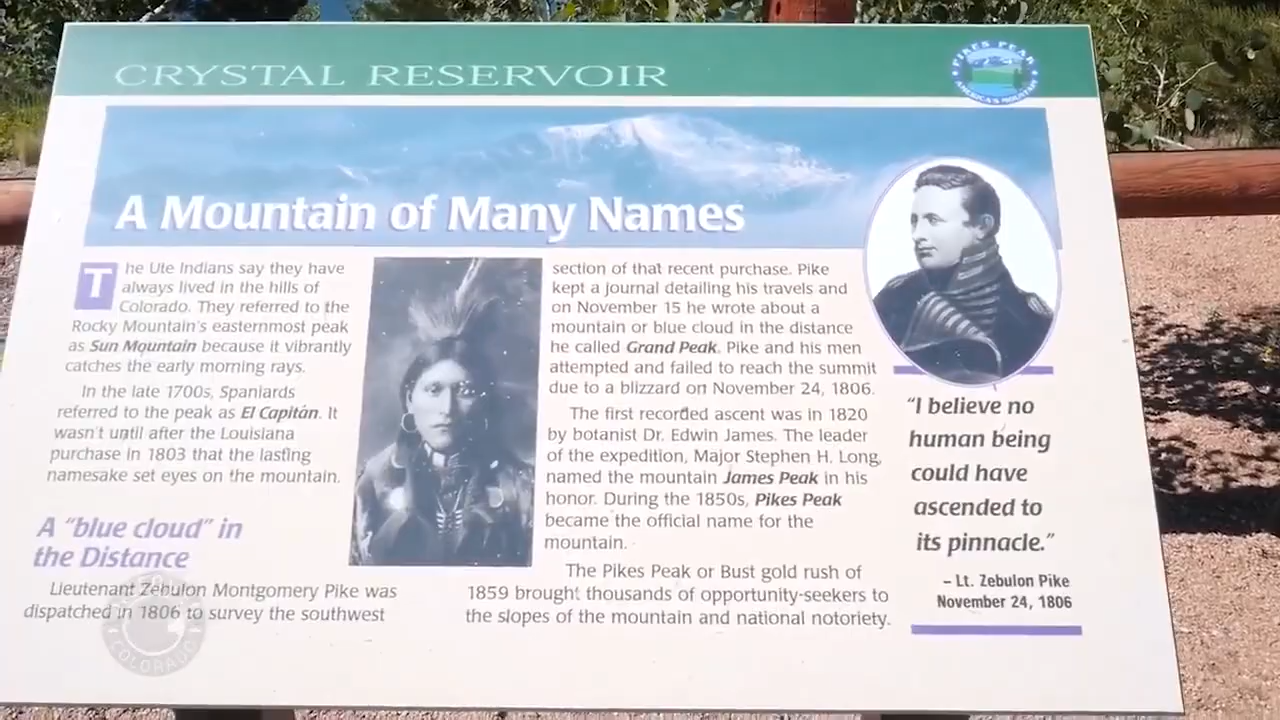 CRYSTAL RESERVOIR
PIKES PEAK
AMERICA'S MOUNTAIN
A Mountain of Many Names
The Ute Indians say they have
always lived in the hills of
Colorado. They referred to the
Rocky Mountain's easternmost peak
as Sun Mountain because it vibrantly
catches the early morning rays.
In the late 1700s, Spaniards
referred to the peak as El Capitán. It
wasn't until after the Louisiana
purchase in 1803 that the lasting
namesake set eyes on the mountain.
A "blue cloud" in
the Distance
Lieutenant Zebulon Montgomery Pike was
dispatched in 1806 to survey the southwest
section of that recent purchase. Pike
kept a journal detailing his travels and
on November 15 he wrote about a
mountain or blue cloud in the distance
he called Grand Peak. Pike and his men
attempted and failed to reach the summit
due to a blizzard on November 24, 1806.
The first recorded ascent was in 1820
by botanist Dr. Edwin James. The leader
of the expedition, Major Stephen H. Long,
named the mountain James Peak in his
honor. During the 1850s, Pikes Peak
became the official name for the
mountain.
The Pikes Peak or Bust gold rush of
1859 brought thousands of opportunity-seekers to
the slopes of the mountain and national notoriety.
"I believe no
human being
could have
ascended to
its pinnacle."
– Lt. Zebulon Pike
November 24, 1806
COLORADO